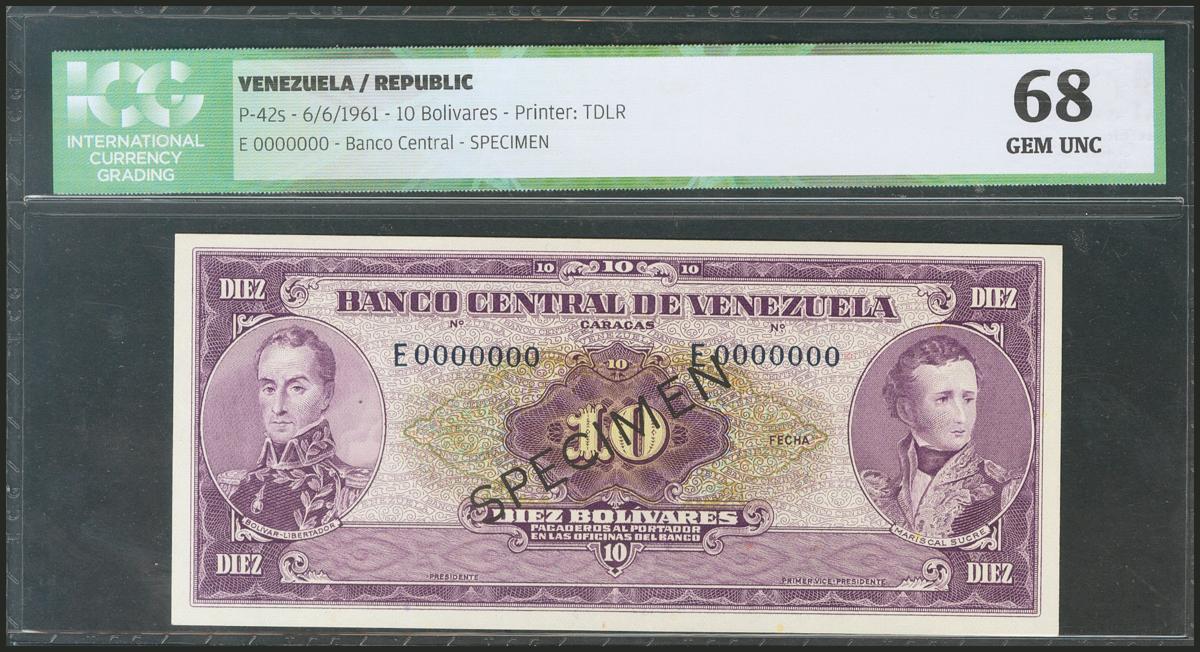 ICG
INTERNATIONAL
CURRENCY
GRADING
VENEZUELA / REPUBLIC
P-42s - 6/6/1961 - 10 Bolivares - Printer: TDLR
E 0000000 - Banco Central - SPECIMEN
68
GEM UNC
10 10 10
DIEZ DIEZ
BANCO CENTRAL DE VENEZUELA
Nº CARACAS Nº
E0000000 E0000000
10
10
SPECIMEN
FECHA
DIEZ BOLÍVARES
PAGADEROS AL PORTADOR
EN LAS OFICINAS DEL BANCO
BOLIVAR-LIBERTADOR MARISCAL SUCRE
DIEZ 10 DIEZ
PRESIDENTE PRIMER VICE-PRESIDENTE